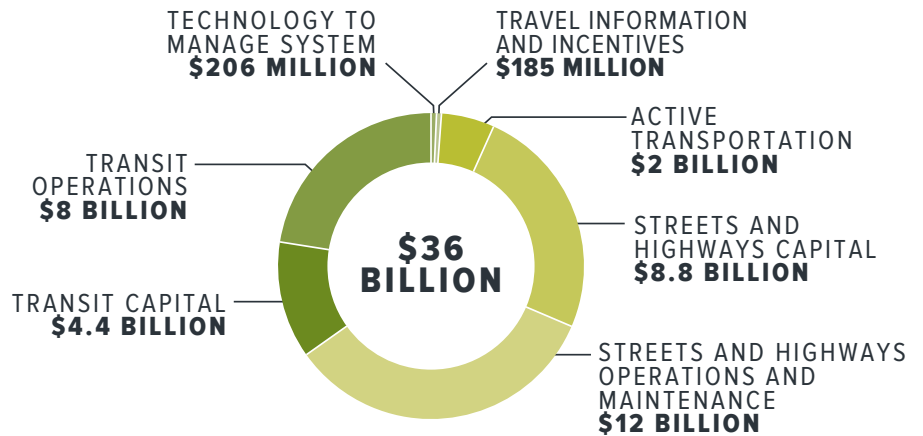 TECHNOLOGY TO
MANAGE SYSTEM
$206 MILLION
TRAVEL INFORMATION
AND INCENTIVES
$185 MILLION
ACTIVE
TRANSPORTATION
$2 BILLION
TRANSIT
OPERATIONS
$8 BILLION
STREETS AND
HIGHWAYS CAPITAL
$8.8 BILLION
$36
BILLION
TRANSIT CAPITAL
$4.4 BILLION
STREETS AND HIGHWAYS
OPERATIONS AND
MAINTENANCE
$12 BILLION